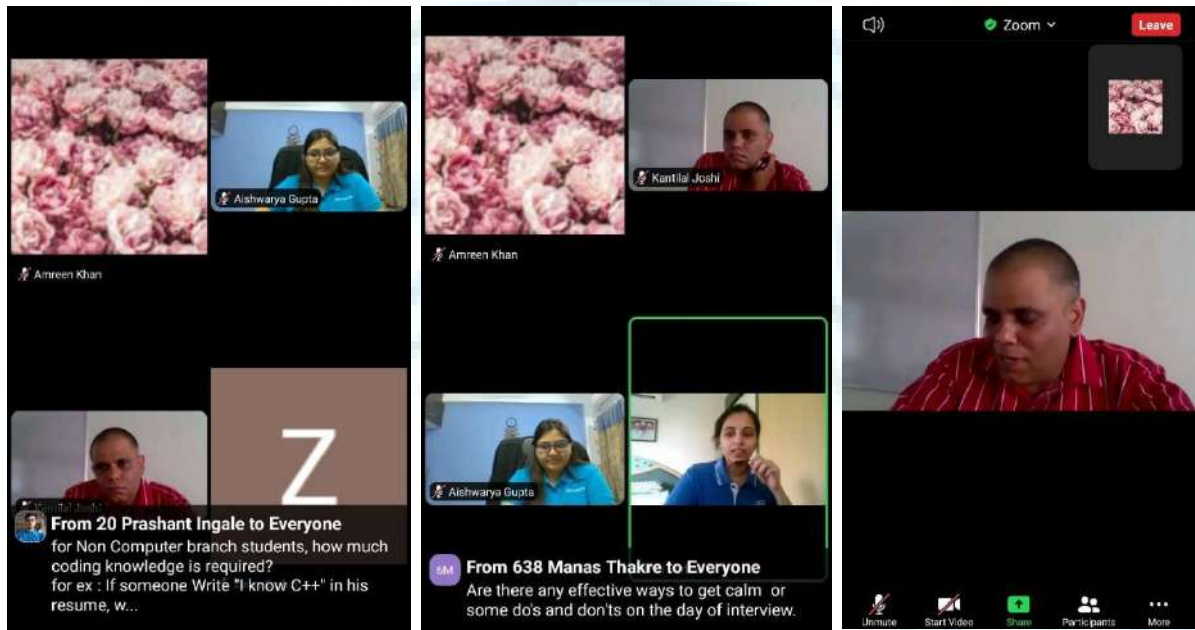 Aishwarya Gupta
Amreen Khan
Z
Kantilal Joshi
From 20 Prashant Ingale to Everyone
for Non Computer branch students, how much
coding knowledge is required?
for ex : If someone Write "I know C++" in his
resume, w...
Kantilal Joshi
Amreen Khan
Aishwarya Gupta
6M
From 638 Manas Thakre to Everyone
Are there any effective ways to get calm or
some do's and don'ts on the day of interview.
Zoom
Leave
Unmute
Start Video
Share
Participants
More